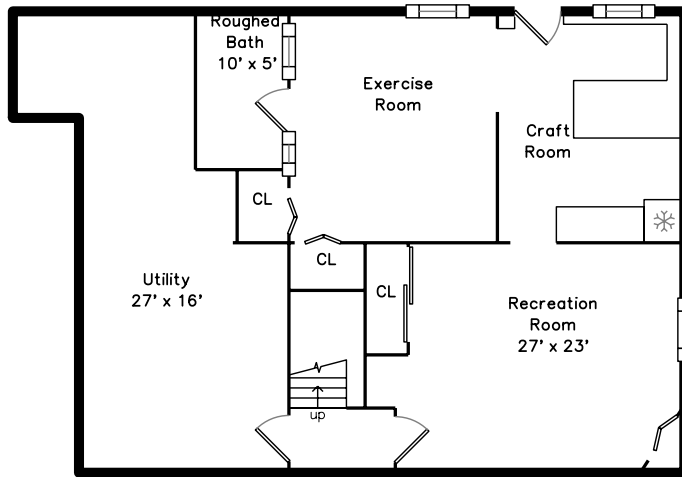 Roughed
Bath
10' x 5'
Exercise
Room
Craft
Room
CL
CL
Utility
27' x 16'
CL
Recreation
Room
27' x 23'
up